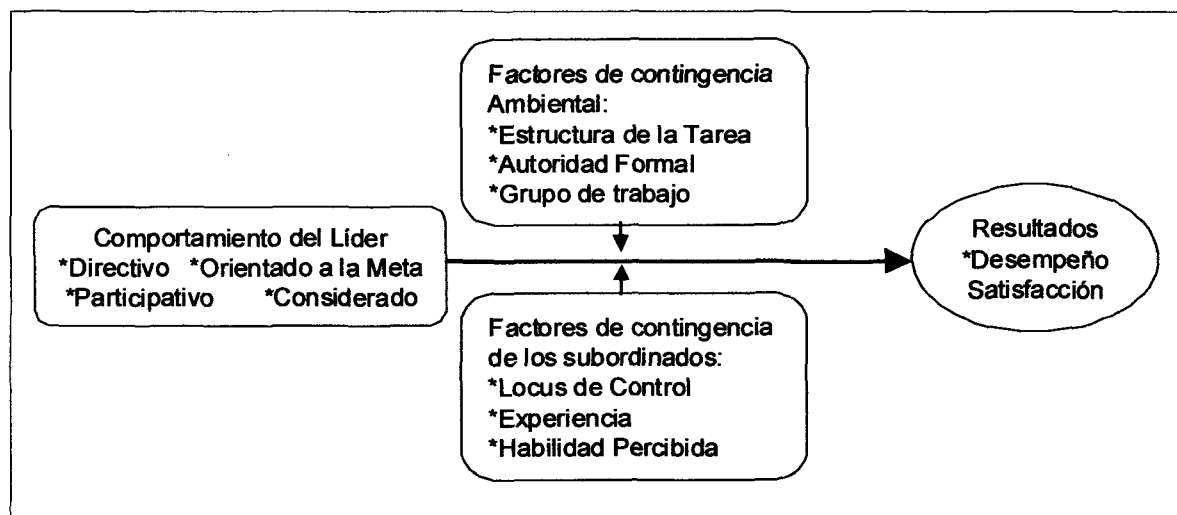 Factores de contingencia
Ambiental:
*Estructura de la Tarea
*Autoridad Formal
*Grupo de trabajo
Comportamiento del Líder
*Directivo *Orientado a la Meta
*Participativo *Considerado
Resultados
*Desempeño
Satisfacción
Factores de contingencia
de los subordinados:
*Locus de Control
*Experiencia
*Habilidad Percibida